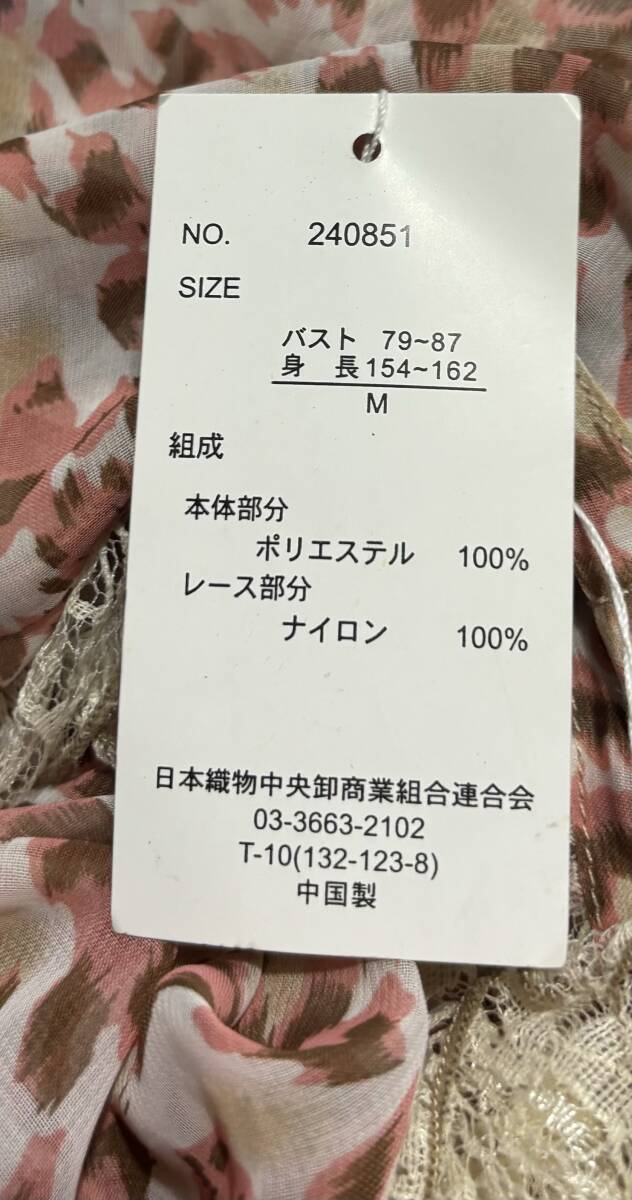 NO. 240851
SIZE
バスト 79~87
身 長 154~162
M
組成
本体部分
ポリエステル 100%
レース部分
ナイロン 100%
日本織物中央卸商業組合連合会
03-3663-2102
T-10(132-123-8)
中国製